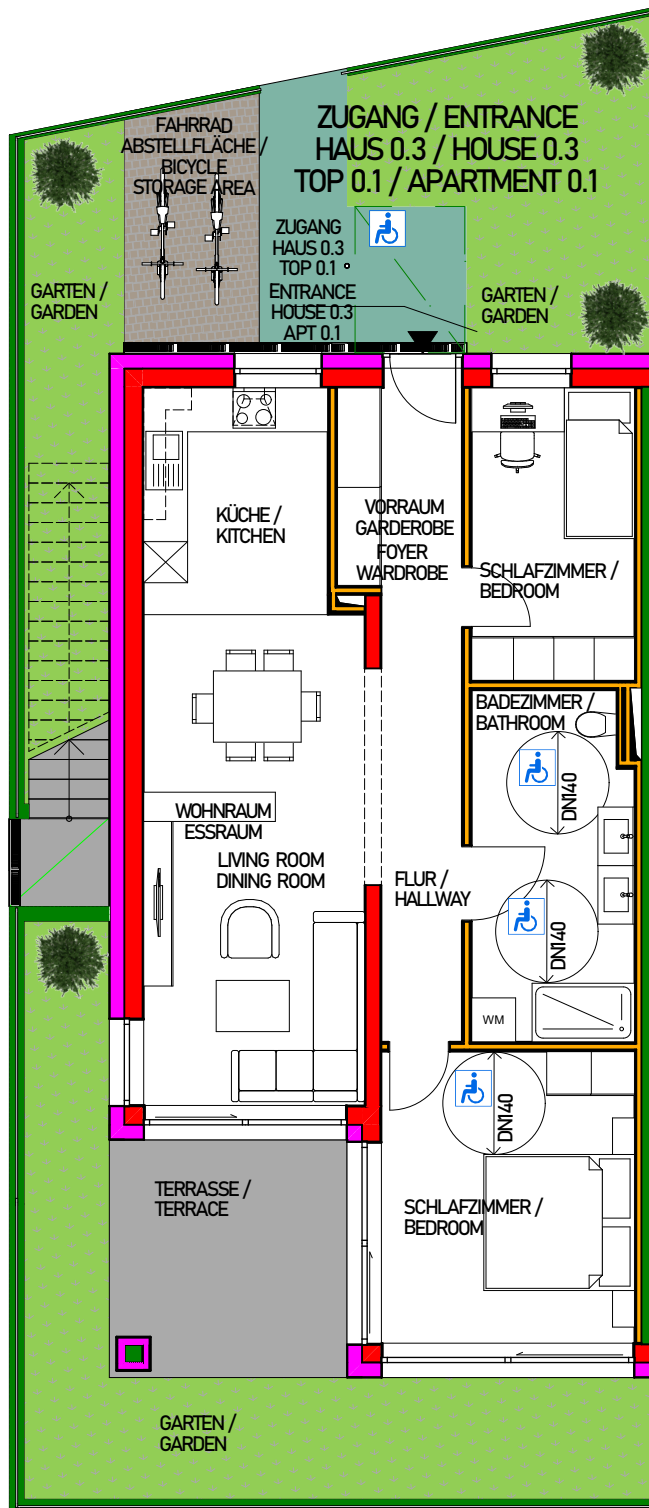 ZUGANG / ENTRANCE
HAUS 0.3 / HOUSE 0.3
TOP 0.1 / APARTMENT 0.1
FAHRRAD
ABSTELLFLÄCHE /
BICYCLE
STORAGE AREA
ZUGANG
HAUS 0.3
TOP 0.1
ENTRANCE
HOUSE 0.3
APT 0.1
GARTEN /
GARDEN
GARTEN /
GARDEN
KÜCHE /
KITCHEN
VORRAUM
GARDEROBE
FOYER
WARDROBE
SCHLAFZIMMER /
BEDROOM
BADEZIMMER /
BATHROOM
DN140
WOHNRAUM
ESSRAUM
LIVING ROOM
DINING ROOM
FLUR /
HALLWAY
DN140
WM
DN140
TERRASSE /
TERRACE
SCHLAFZIMMER /
BEDROOM
GARTEN /
GARDEN